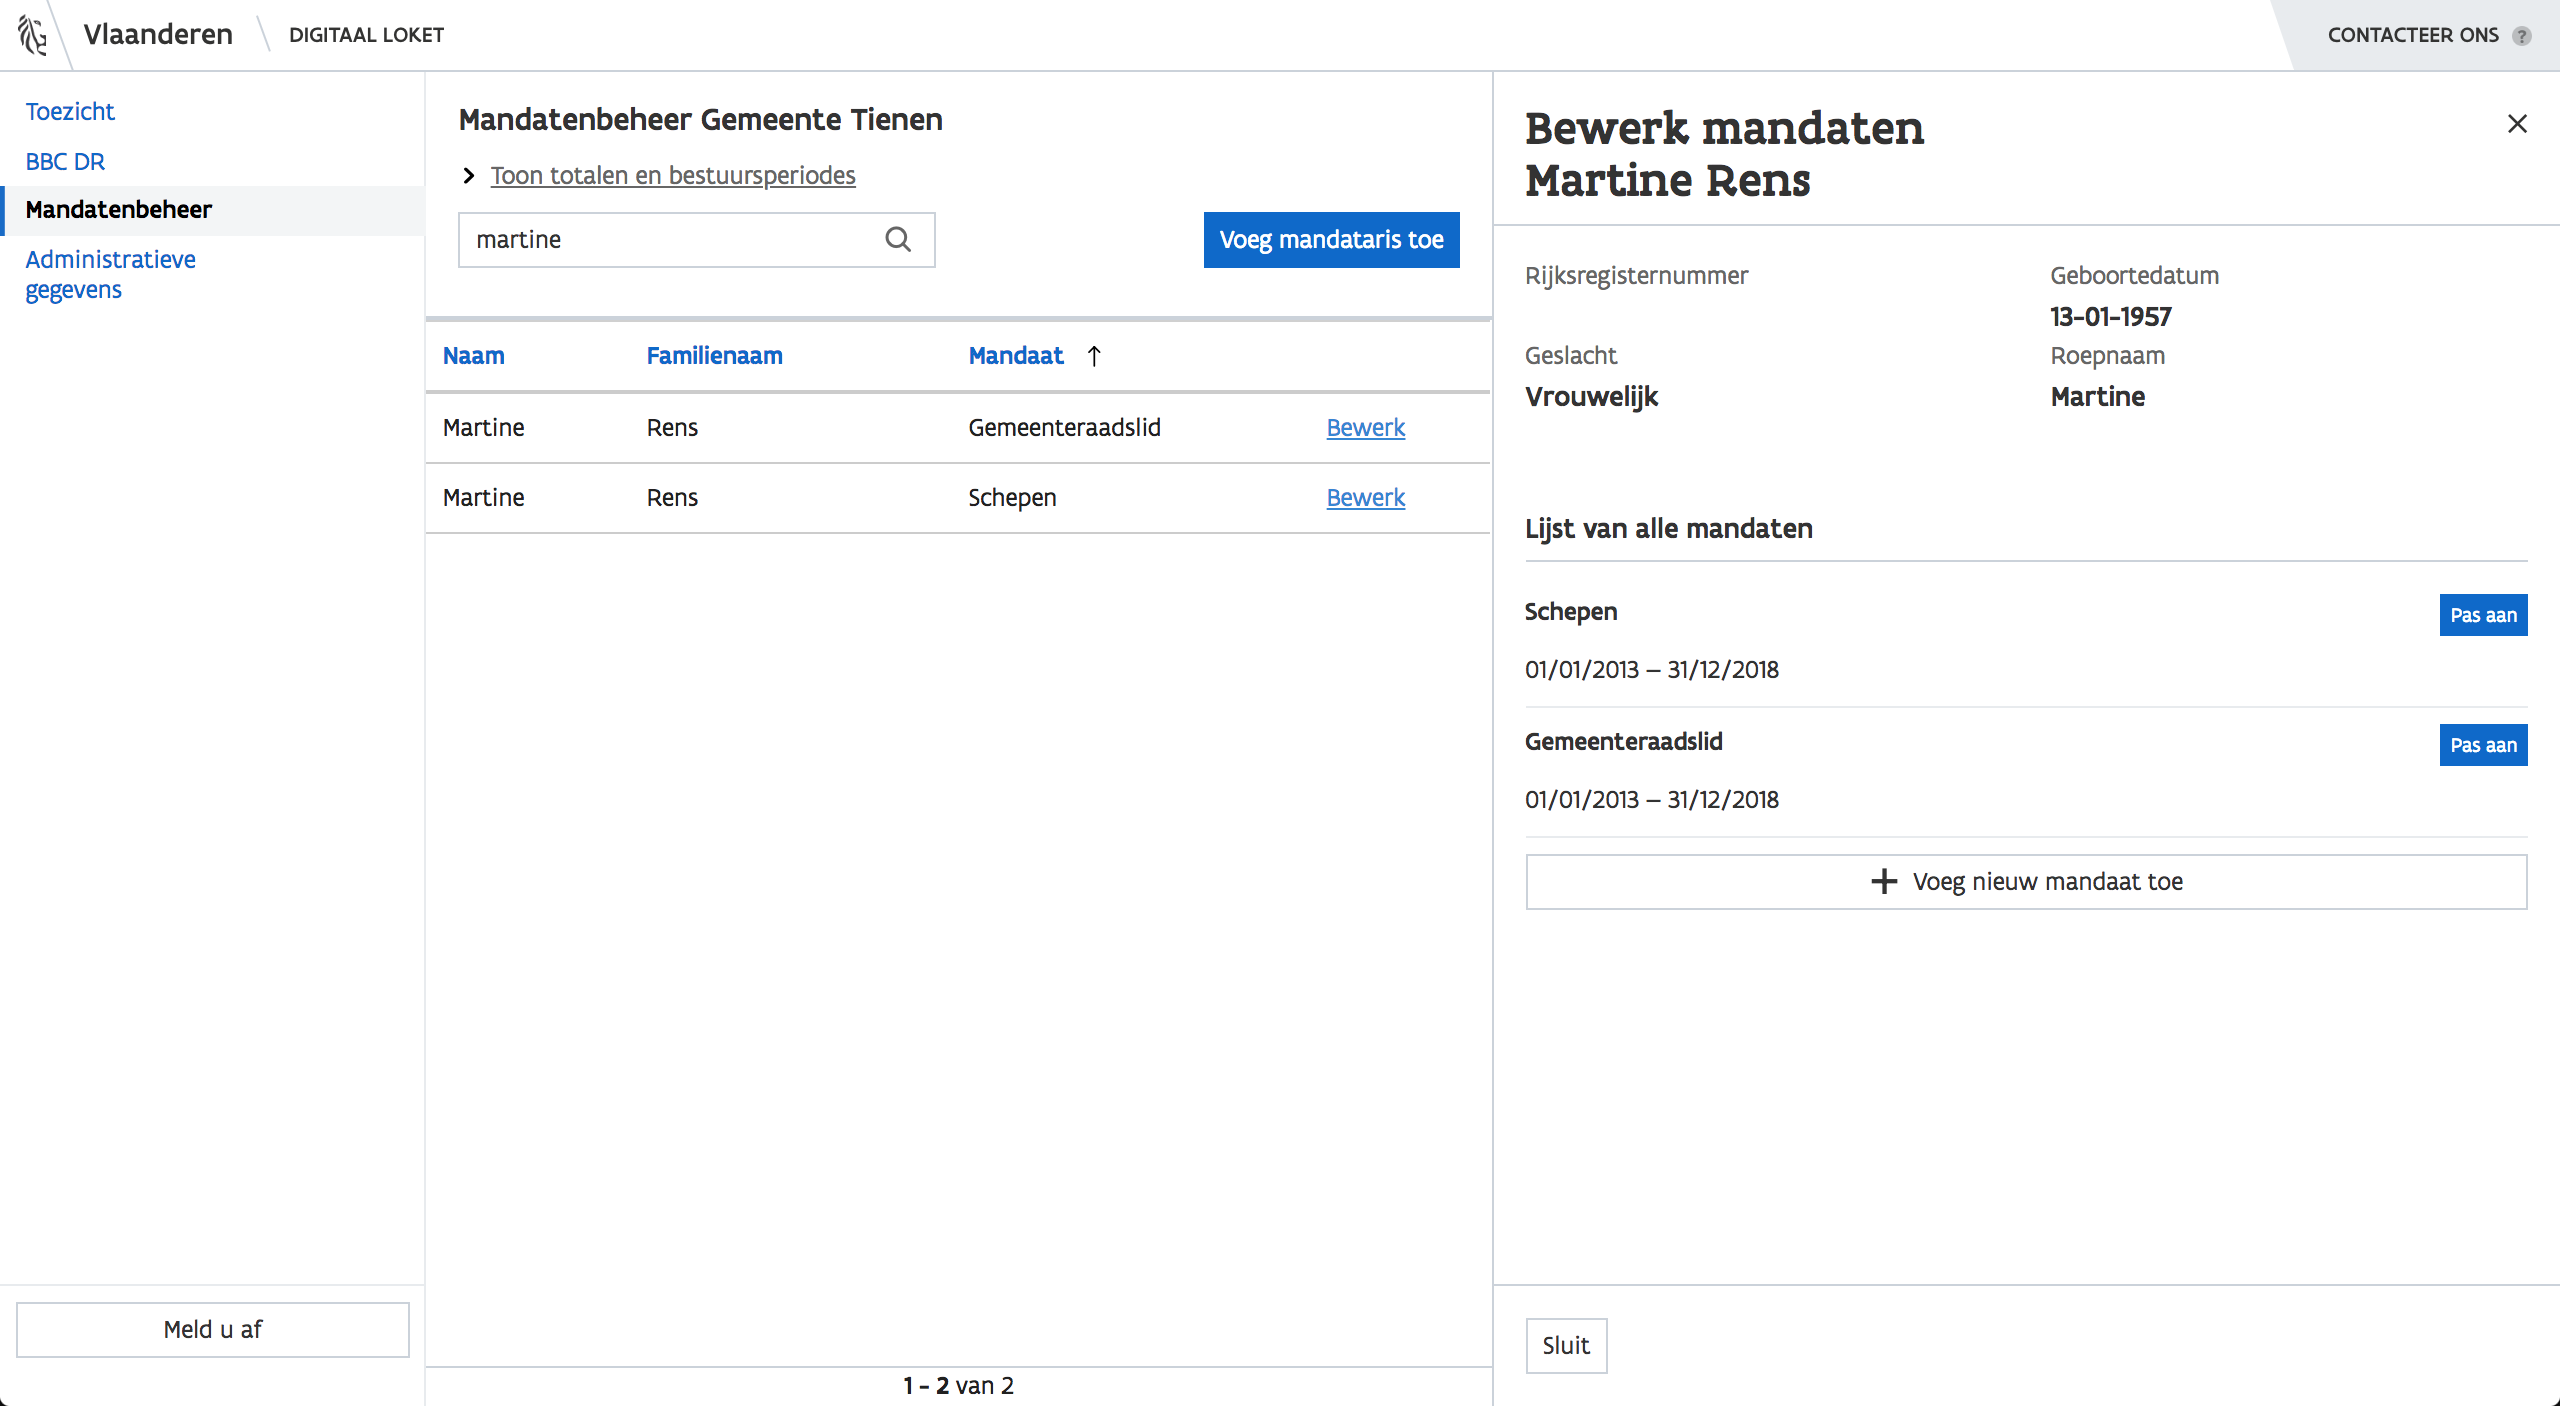 Vlaanderen
DIGITAAL LOKET
CONTACTEER ONS ?
Toezicht
BBC DR
Mandatenbeheer
Administratieve
gegevens
Meld u af
Mandatenbeheer Gemeente Tienen
Toon totalen en bestuursperiodes
martine
Voeg mandataris toe
Naam Familienaam Mandaat ↑
Martine Rens Gemeenteraadslid Bewerk
Martine Rens Schepen Bewerk
1 - 2 van 2
Bewerk mandaten
Martine Rens
Rijksregisternummer
Geboortedatum
13-01-1957
Geslacht
Vrouwelijk
Roepnaam
Martine
Lijst van alle mandaten
Schepen
Pas aan
01/01/2013 – 31/12/2018
Gemeenteraadslid
Pas aan
01/01/2013 – 31/12/2018
Voeg nieuw mandaat toe
Sluit